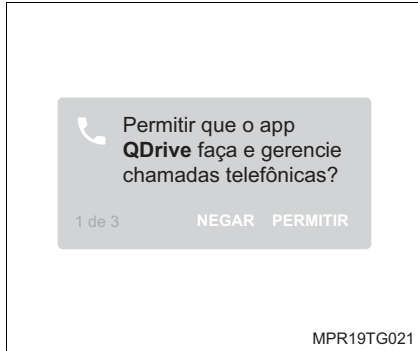 Permitir que o app
QDrive faça e gerencie
chamadas telefônicas?
1 de 3 NEGAR PERMITIR
MPR19TG021